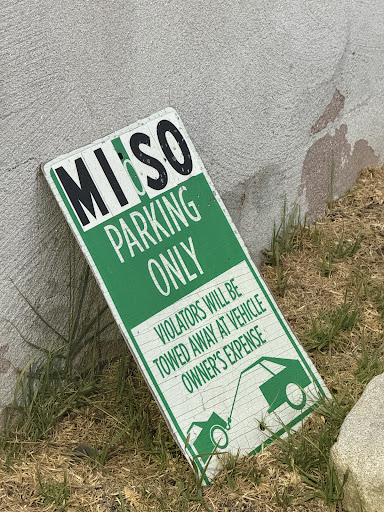 MISO
PARKING
ONLY
VIOLATORS WILL BE
TOWED AWAY AT VEHICLE
OWNER'S EXPENSE